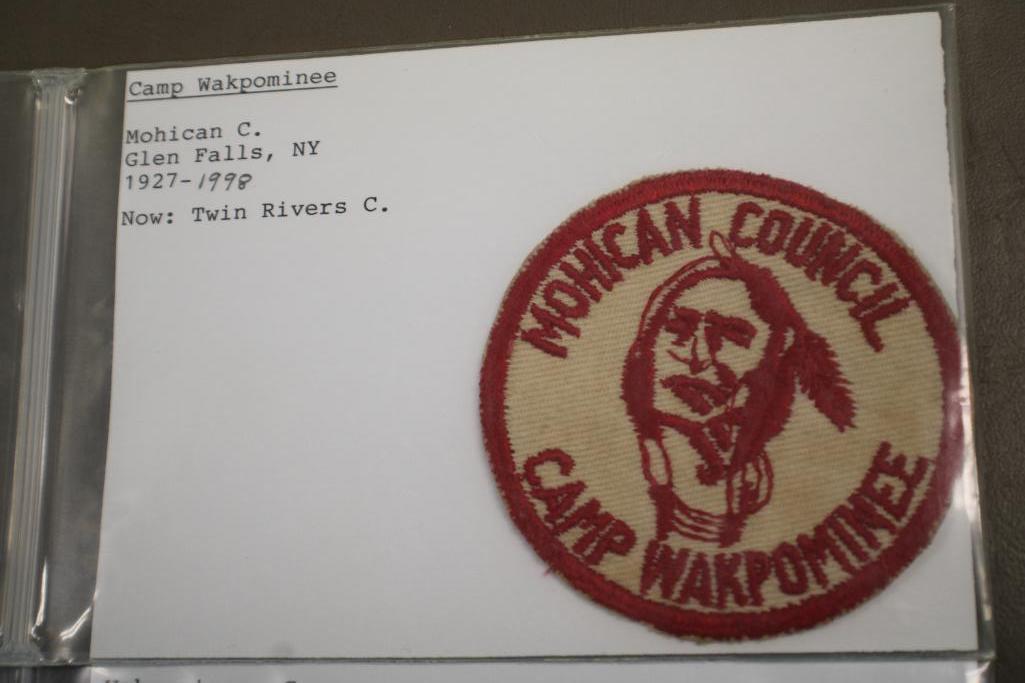 Camp Wakpominee
Mohican C.
Glen Falls, NY
1927-1998
Now: Twin Rivers C.
MOHICAN COUNCIL
CAMP WAKPOMINEE